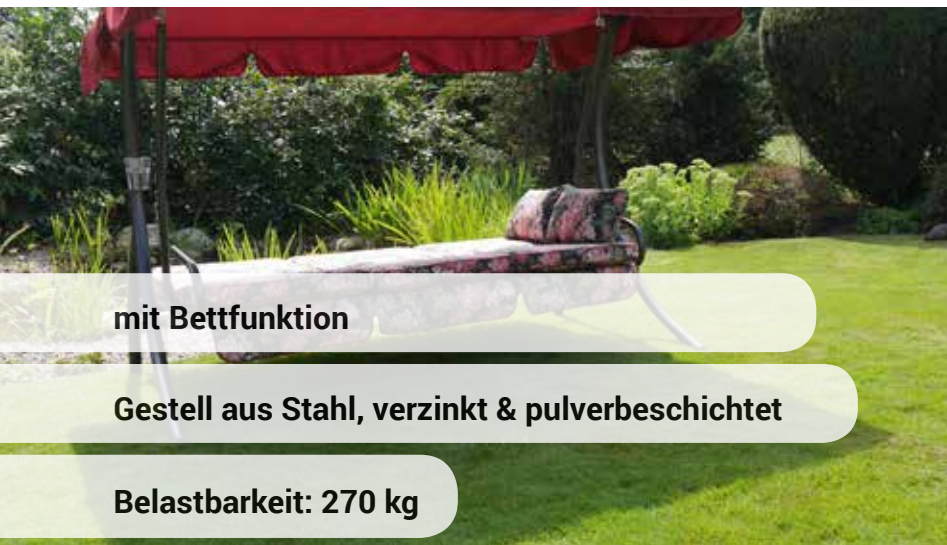 mit Bettfunktion
Gestell aus Stahl, verzinkt & pulverbeschichtet
Belastbarkeit: 270 kg